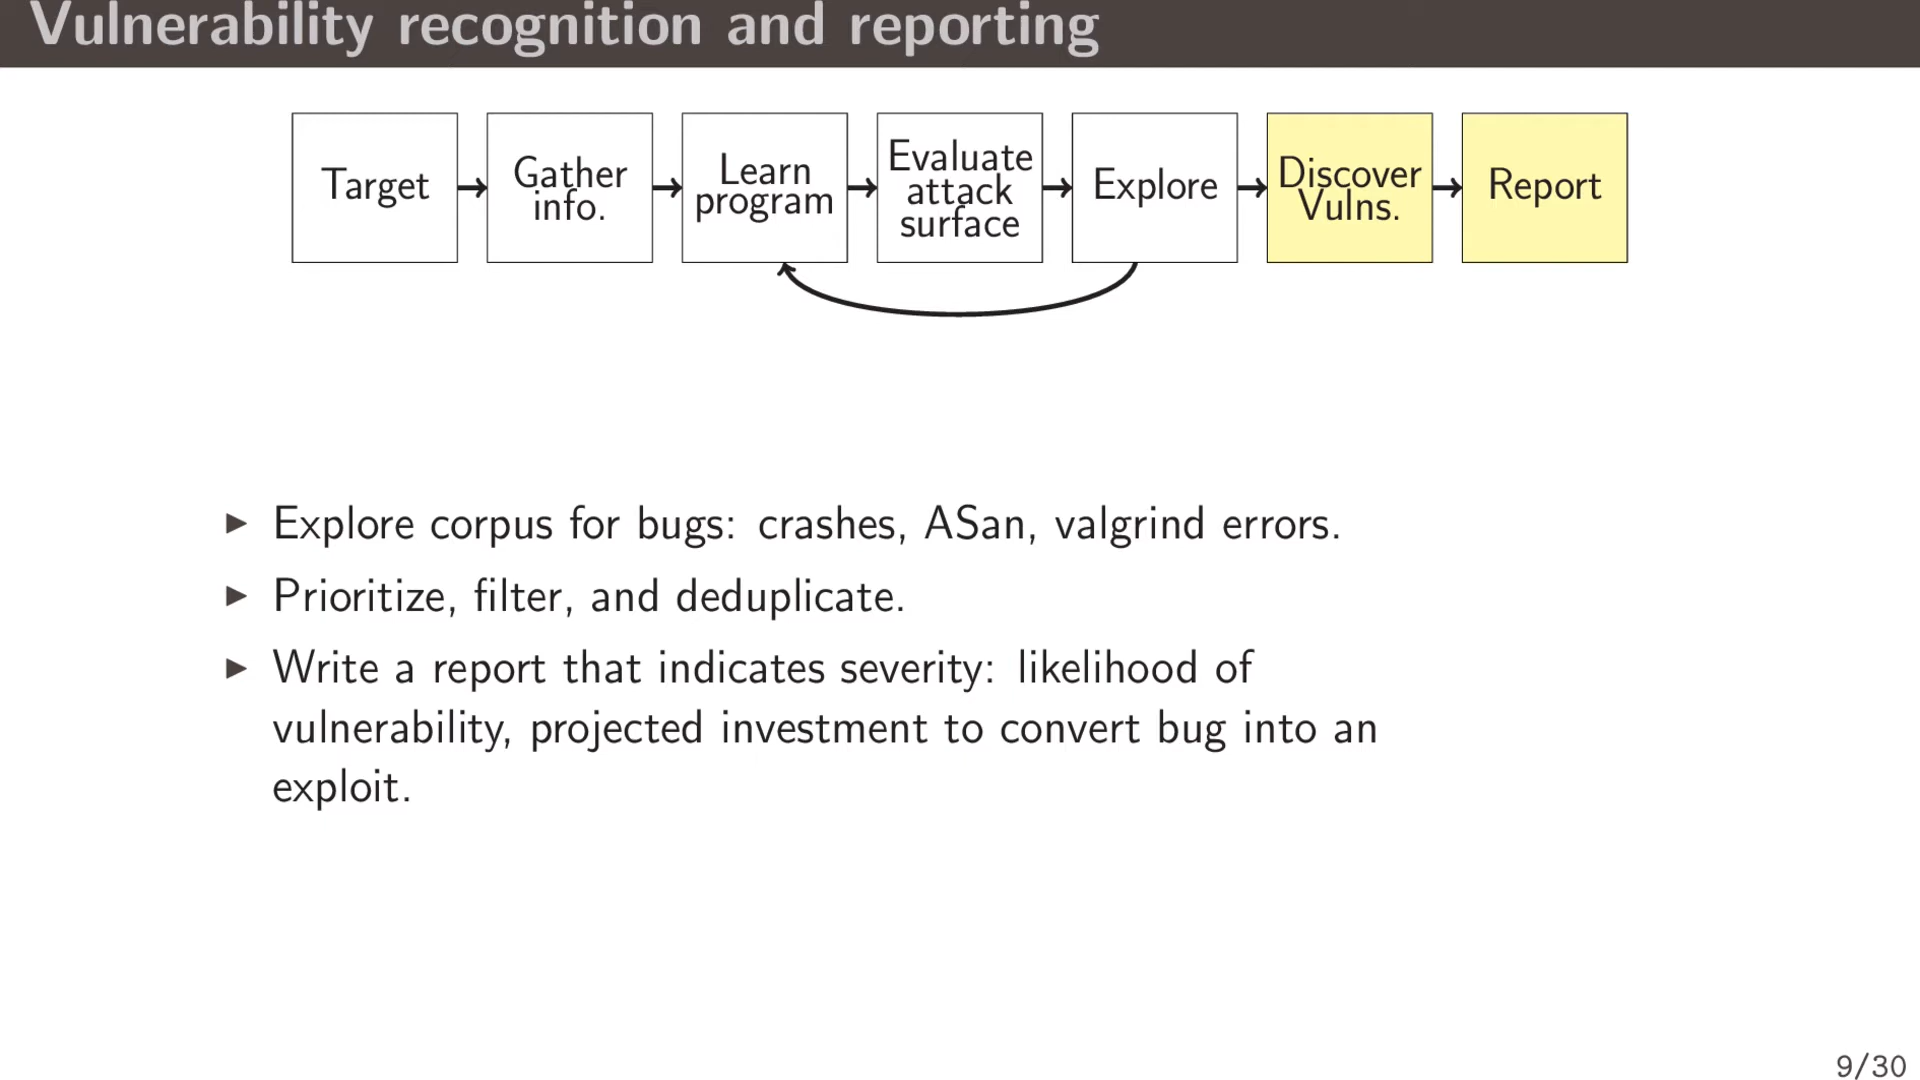 Vulnerability recognition and reporting
Target
Gather
info.
Learn
program
Evaluate
attack
surface
Explore
Discover
Vulns.
Report
▶ Explore corpus for bugs: crashes, ASan, valgrind errors.
▶ Prioritize, filter, and deduplicate.
▶ Write a report that indicates severity: likelihood of
vulnerability, projected investment to convert bug into an
exploit.
9/30